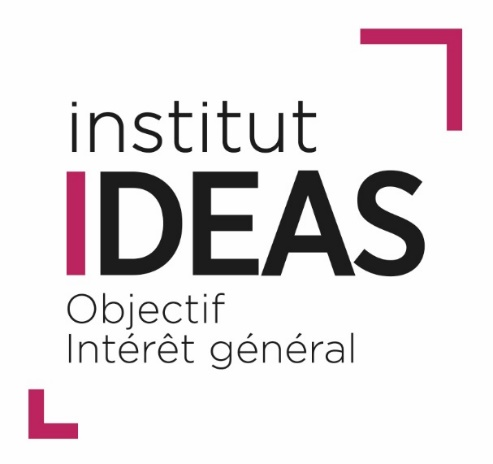 institut
IDEAS
Objectif
Intérêt général